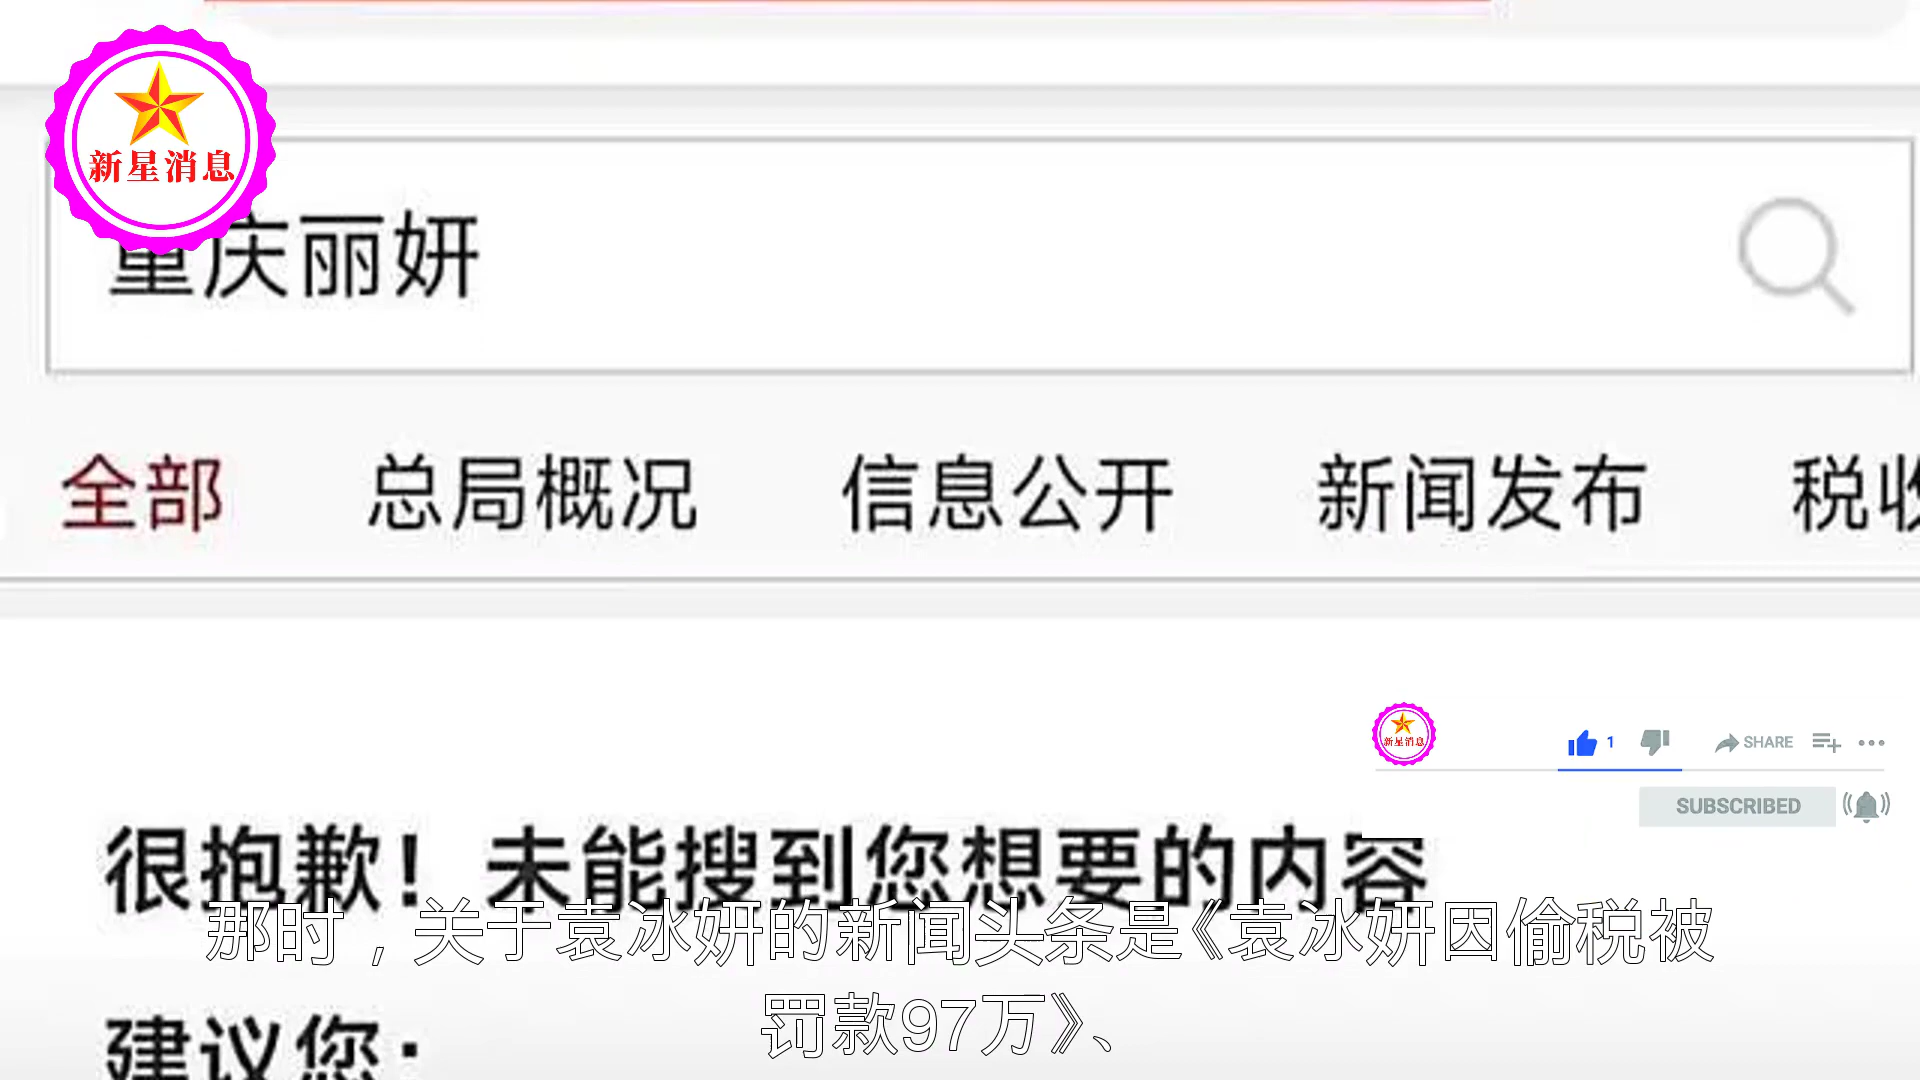 新星消息
重庆丽妍
全部 总局概况 信息公开 新闻发布 税收
新星消息
1 SHARE
SUBSCRIBED
很抱歉！未能搜到您想要的内容
那时，关于袁冰妍的新闻头条是《袁冰妍因偷税被
罚款97万》、
建议您：